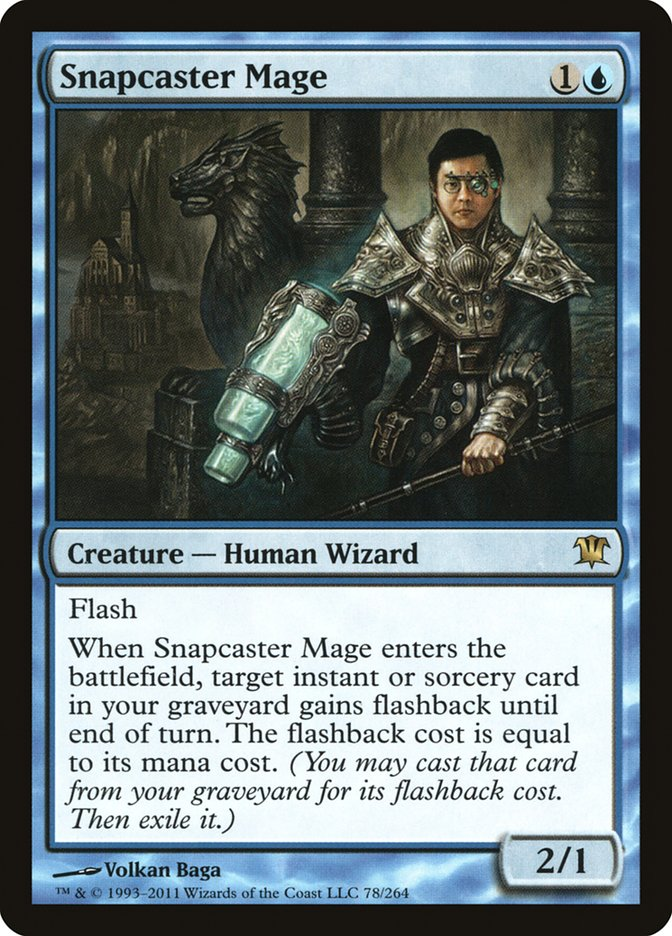 Snapcaster Mage 1
Creature — Human Wizard
Flash
When Snapcaster Mage enters the
battlefield, target instant or sorcery card
in your graveyard gains flashback until
end of turn. The flashback cost is equal
to its mana cost. (You may cast that card
from your graveyard for its flashback cost.
Then exile it.)
2/1
Volkan Baga
™ & © 1993–2011 Wizards of the Coast LLC 78/264